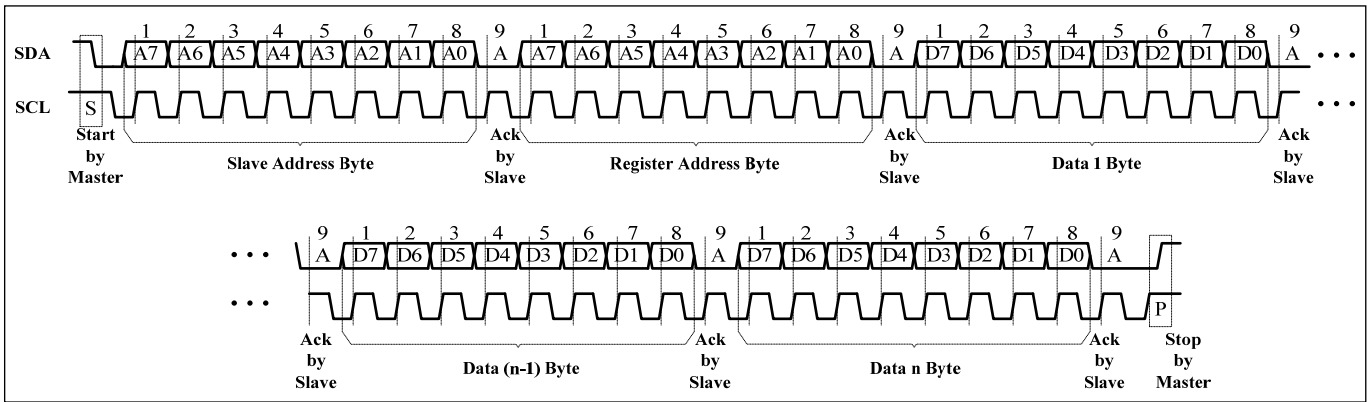 1 2 3 4 5 6 7 8 9 1 2 3 4 5 6 7 8 9 1 2 3 4 5 6 7 8 9
SDA A7 A6 A5 A4 A3 A2 A1 A0 A A7 A6 A5 A4 A3 A2 A1 A0 A D7 D6 D5 D4 D3 D2 D1 D0 A • • •
SCL S • • •
Start by Master
Slave Address Byte
Ack by Slave
Register Address Byte
Ack by Slave
Data 1 Byte
Ack by Slave
9 1 2 3 4 5 6 7 8 9 1 2 3 4 5 6 7 8 9
• • • A D7 D6 D5 D4 D3 D2 D1 D0 A D7 D6 D5 D4 D3 D2 D1 D0 A
• • • P
Ack by Slave
Data (n-1) Byte
Ack by Slave
Data n Byte
Ack by Slave
Stop by Master